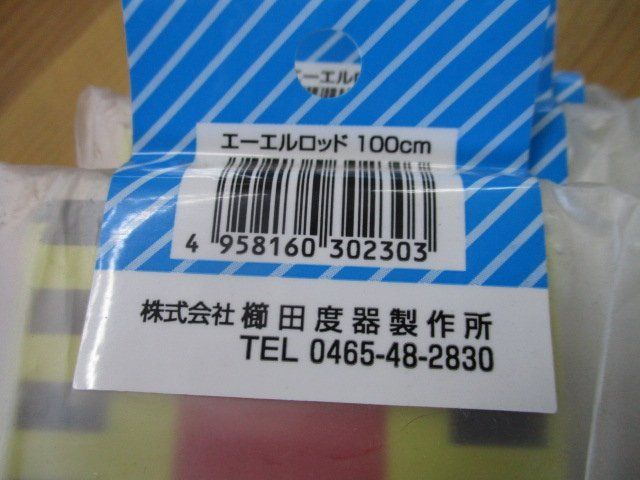 エーエルロッド 100cm
4 958160 302303
株式会社 櫛田度器製作所
TEL 0465-48-2830